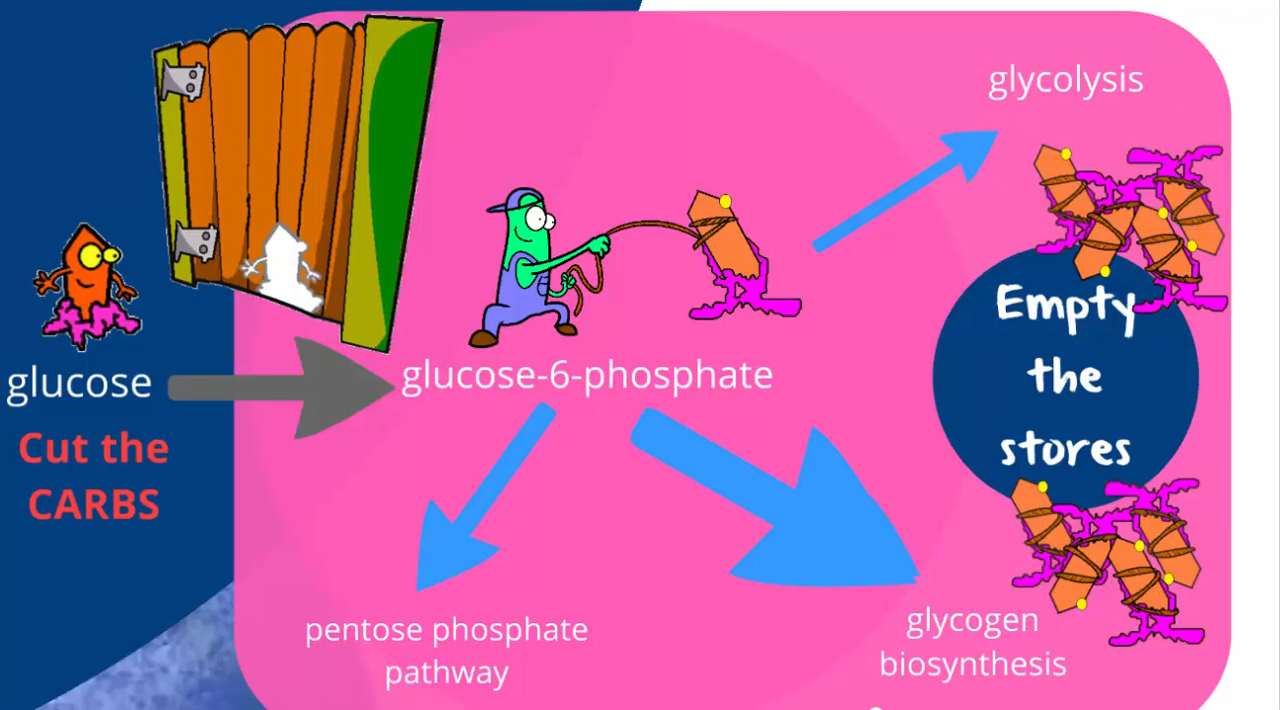 glycolysis
Empty
the
stores
glucose
glucose-6-phosphate
Cut the
CARBS
pentose phosphate
pathway
glycogen
biosynthesis